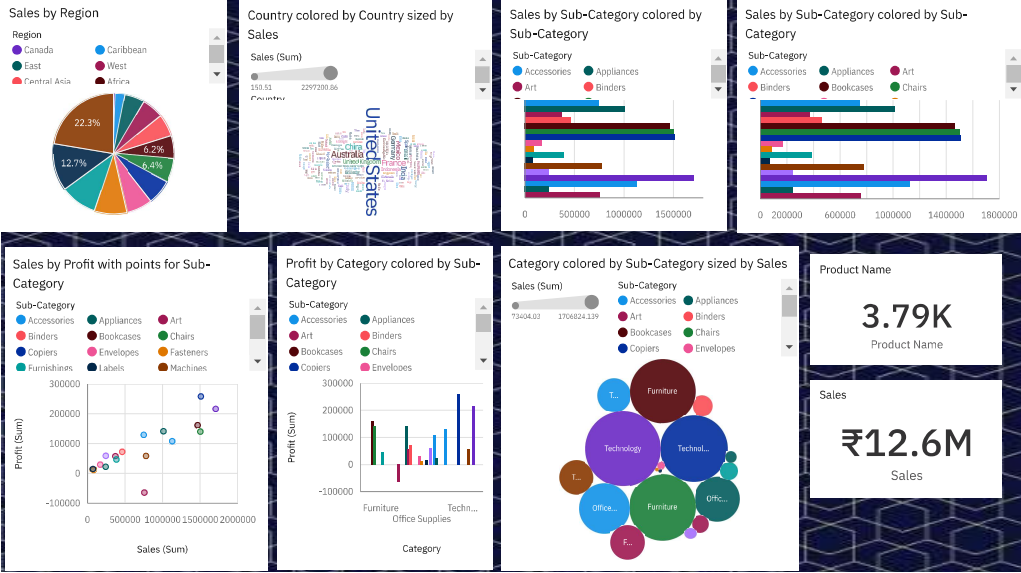 Sales by Region
Region
Canada
Caribbean
East
West
Central Asia
Africa
22.3%
12.7%
6.2%
6.4%
Country colored by Country sized by
Sales
Sales (Sum)
150.51
2297200.86
Country
United States
Australia
France
China
Mexico
Germany
United Kingdom
Sales by Sub-Category colored by
Sub-Category
Sub-Category
Accessories
Appliances
Art
Binders
0
500000
1000000
1500000
Sales by Sub-Category colored by Sub-
Category
Sub-Category
Accessories
Appliances
Art
Binders
Bookcases
Chairs
0
200000
600000
1000000
1400000
1800000
Sales by Profit with points for Sub-
Category
Sub-Category
Accessories
Appliances
Art
Binders
Bookcases
Chairs
Copiers
Envelopes
Fasteners
Furnishings
Labels
Machines
Profit (Sum)
300000
200000
100000
0
-100000
0
500000
1000000
1500000
2000000
Sales (Sum)
Profit by Category colored by Sub-
Category
Sub-Category
Accessories
Appliances
Art
Binders
Bookcases
Chairs
Copiers
Envelopes
Profit (Sum)
300000
200000
100000
0
-100000
Furniture
Techn...
Office Supplies
Category
Category colored by Sub-Category sized by Sales
Sales (Sum)
73404.03
1706824.139
Sub-Category
Accessories
Appliances
Art
Binders
Bookcases
Chairs
Copiers
Envelopes
T...
Furniture
Technology
Technol...
T...
Office...
Furniture
Offic...
F...
Product Name
3.79K
Product Name
Sales
₹12.6M
Sales